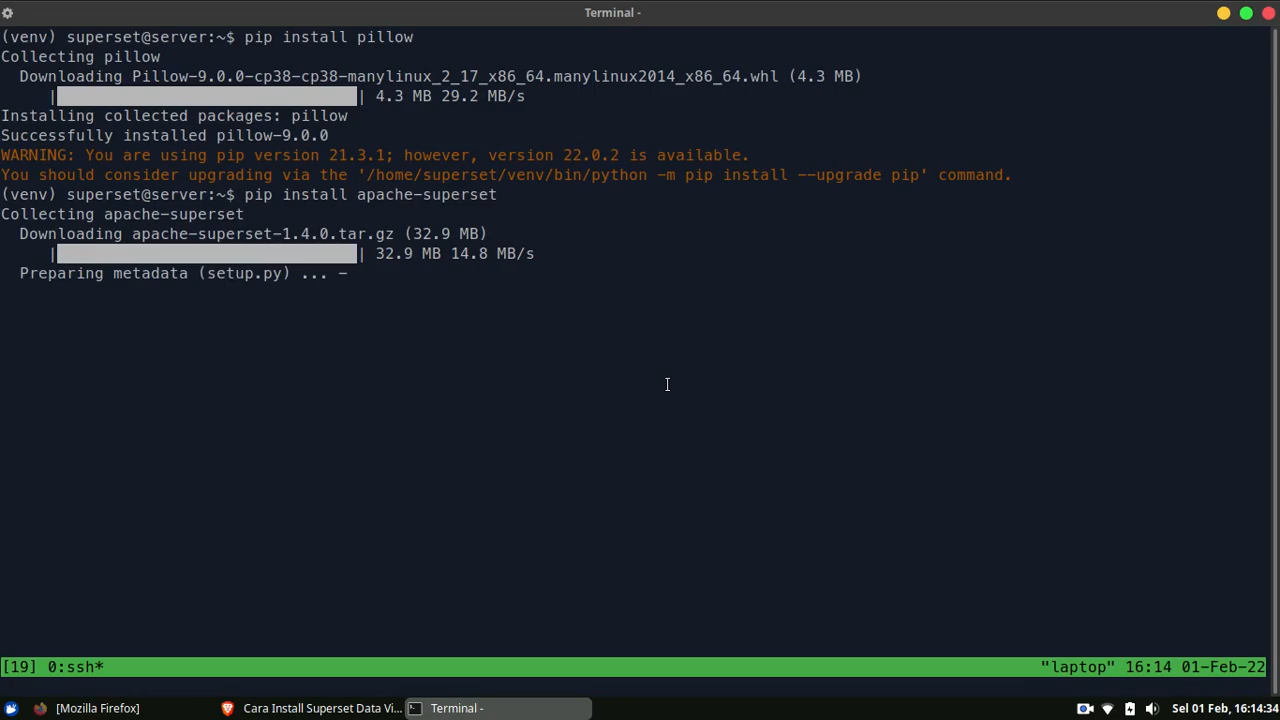 Terminal -
(venv) superset@server:~$ pip install pillow
Collecting pillow
  Downloading Pillow-9.0.0-cp38-cp38-manylinux_2_17_x86_64.manylinux2014_x86_64.whl (4.3 MB)
     |████████████████████████████████| 4.3 MB 29.2 MB/s
Installing collected packages: pillow
Successfully installed pillow-9.0.0
WARNING: You are using pip version 21.3.1; however, version 22.0.2 is available.
You should consider upgrading via the '/home/superset/venv/bin/python -m pip install --upgrade pip' command.
(venv) superset@server:~$ pip install apache-superset
Collecting apache-superset
  Downloading apache-superset-1.4.0.tar.gz (32.9 MB)
     |████████████████████████████████| 32.9 MB 14.8 MB/s
  Preparing metadata (setup.py) ... -
[19] 0:ssh* "laptop" 16:14 01-Feb-22
[Mozilla Firefox] Cara Install Superset Data Vi... Terminal - Sel 01 Feb, 16:14:34